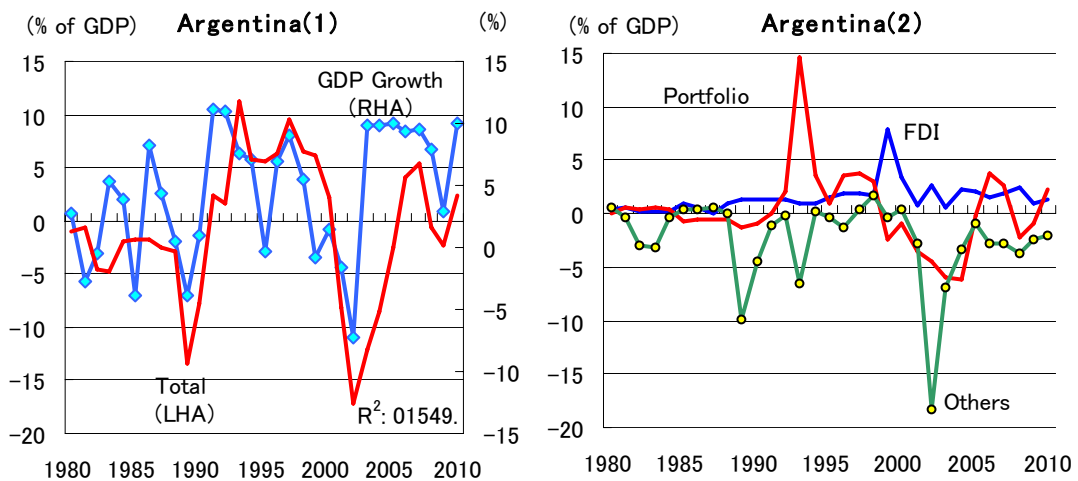 (% of GDP) Argentina(1) (%)
15
10
5
0
-5
-10
-15
-20
15
10
5
0
-5
-10
-15
GDP Growth
(RHA)
Total
(LHA)
R²: 01549.
1980 1985 1990 1995 2000 2005 2010
(% of GDP) Argentina(2)
15
10
5
0
-5
-10
-15
-20
Portfolio
FDI
Others
1980 1985 1990 1995 2000 2005 2010